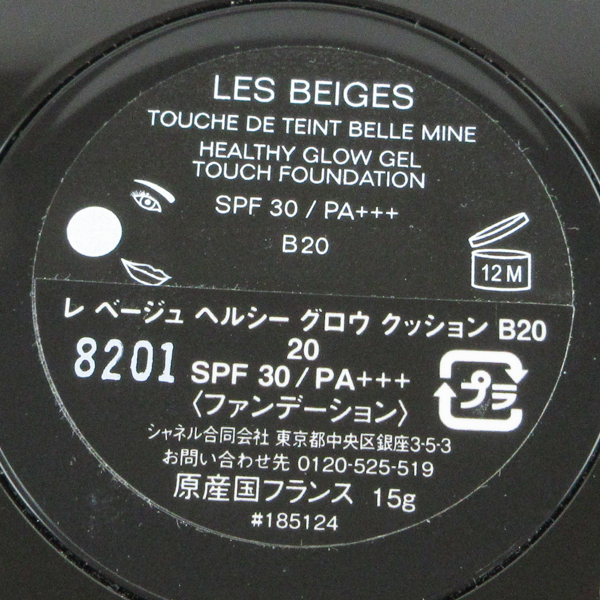 LES BEIGES
TOUCHE DE TEINT BELLE MINE
HEALTHY GLOW GEL
TOUCH FOUNDATION
SPF 30 / PA+++
B20
12 M
レ ベージュ ヘルシー グロウ クッション B20
20
8201
SPF 30/PA+++
〈ファンデーション〉
プラ
シャネル合同会社 東京都中央区銀座3-5-3
お問い合わせ先 0120-525-519
原産国フランス 15g
#185124